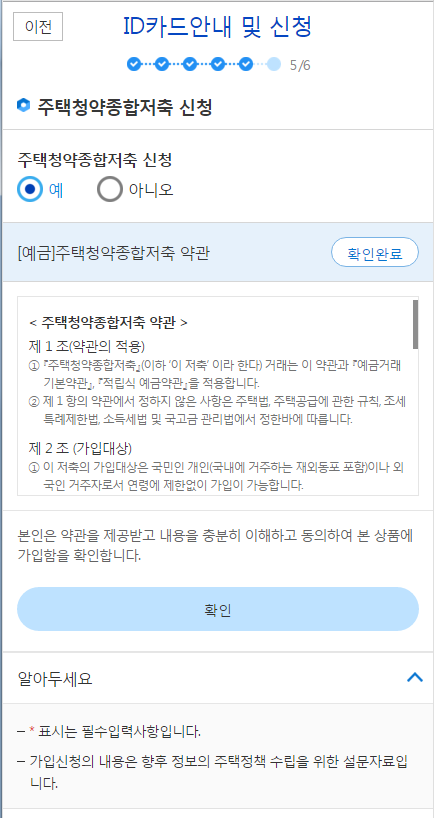 이전
ID카드안내 및 신청
5/6
주택청약종합저축 신청
주택청약종합저축 신청
예
아니오
[예금]주택청약종합저축 약관
확인완료
< 주택청약종합저축 약관 >
제 1 조(약관의 적용)
① 『주택청약종합저축』(이하 ‘이 저축’ 이라 한다) 거래는 이 약관과 『예금거래
기본약관』, 『적립식 예금약관』을 적용합니다.
② 제 1 항의 약관에서 정하지 않은 사항은 주택법, 주택공급에 관한 규칙, 조세
특례제한법, 소득세법 및 국고금 관리법에서 정한바에 따릅니다.
제 2 조 (가입대상)
① 이 저축의 가입대상은 국민인 개인(국내에 거주하는 재외동포 포함)이나 외
국인 거주자로서 연령에 제한없이 가입이 가능합니다.
본인은 약관을 제공받고 내용을 충분히 이해하고 동의하여 본 상품에
가입함을 확인합니다.
확인
알아두세요
– * 표시는 필수입력사항입니다.
– 가입신청의 내용은 향후 정보의 주택정책 수립을 위한 설문자료입
니다.